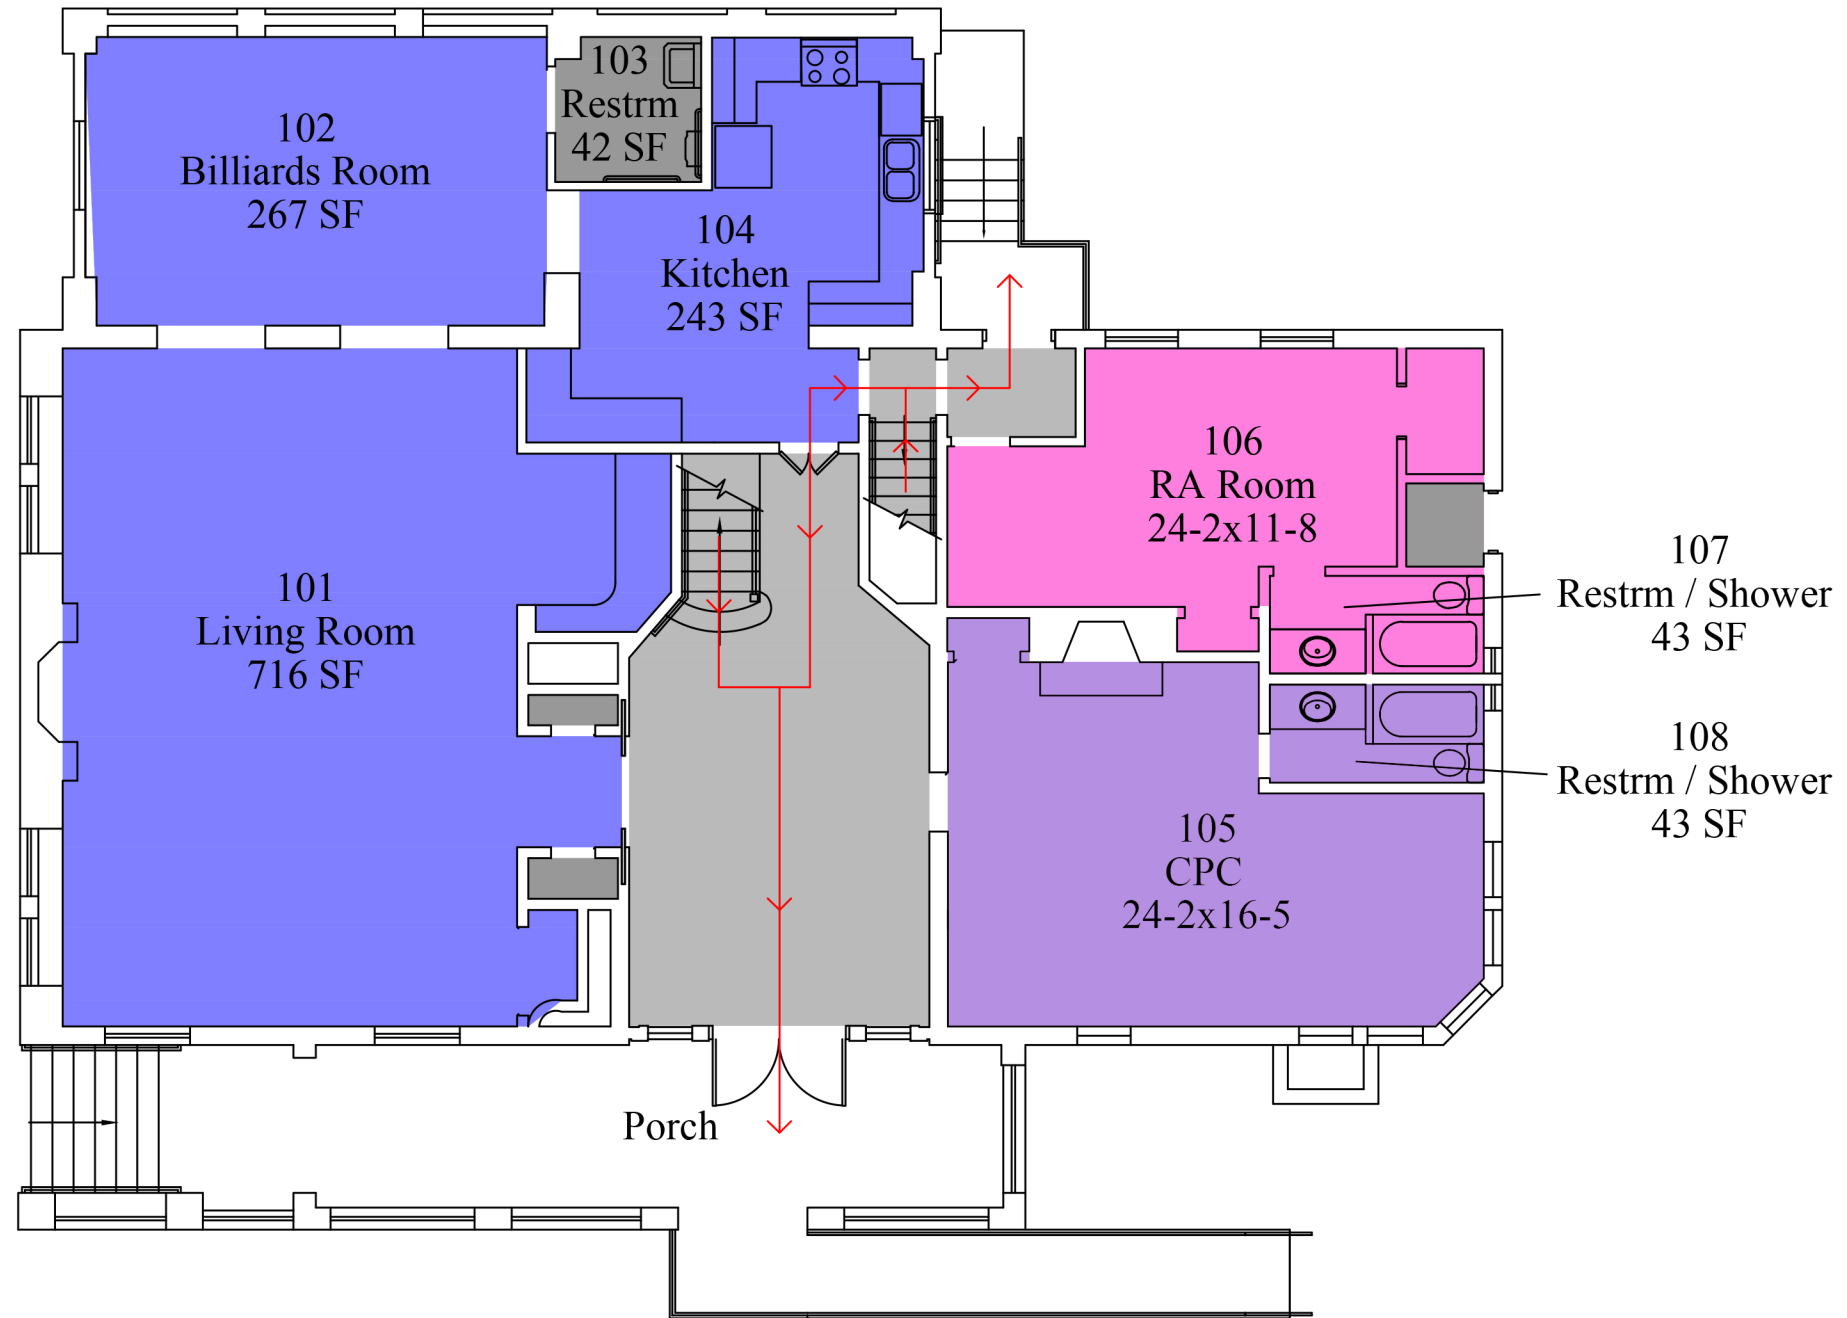 102
Billiards Room
267 SF
103
Restrm
42 SF
104
Kitchen
243 SF
101
Living Room
716 SF
106
RA Room
24-2x11-8
107
Restrm / Shower
43 SF
108
Restrm / Shower
43 SF
105
CPC
24-2x16-5
Porch